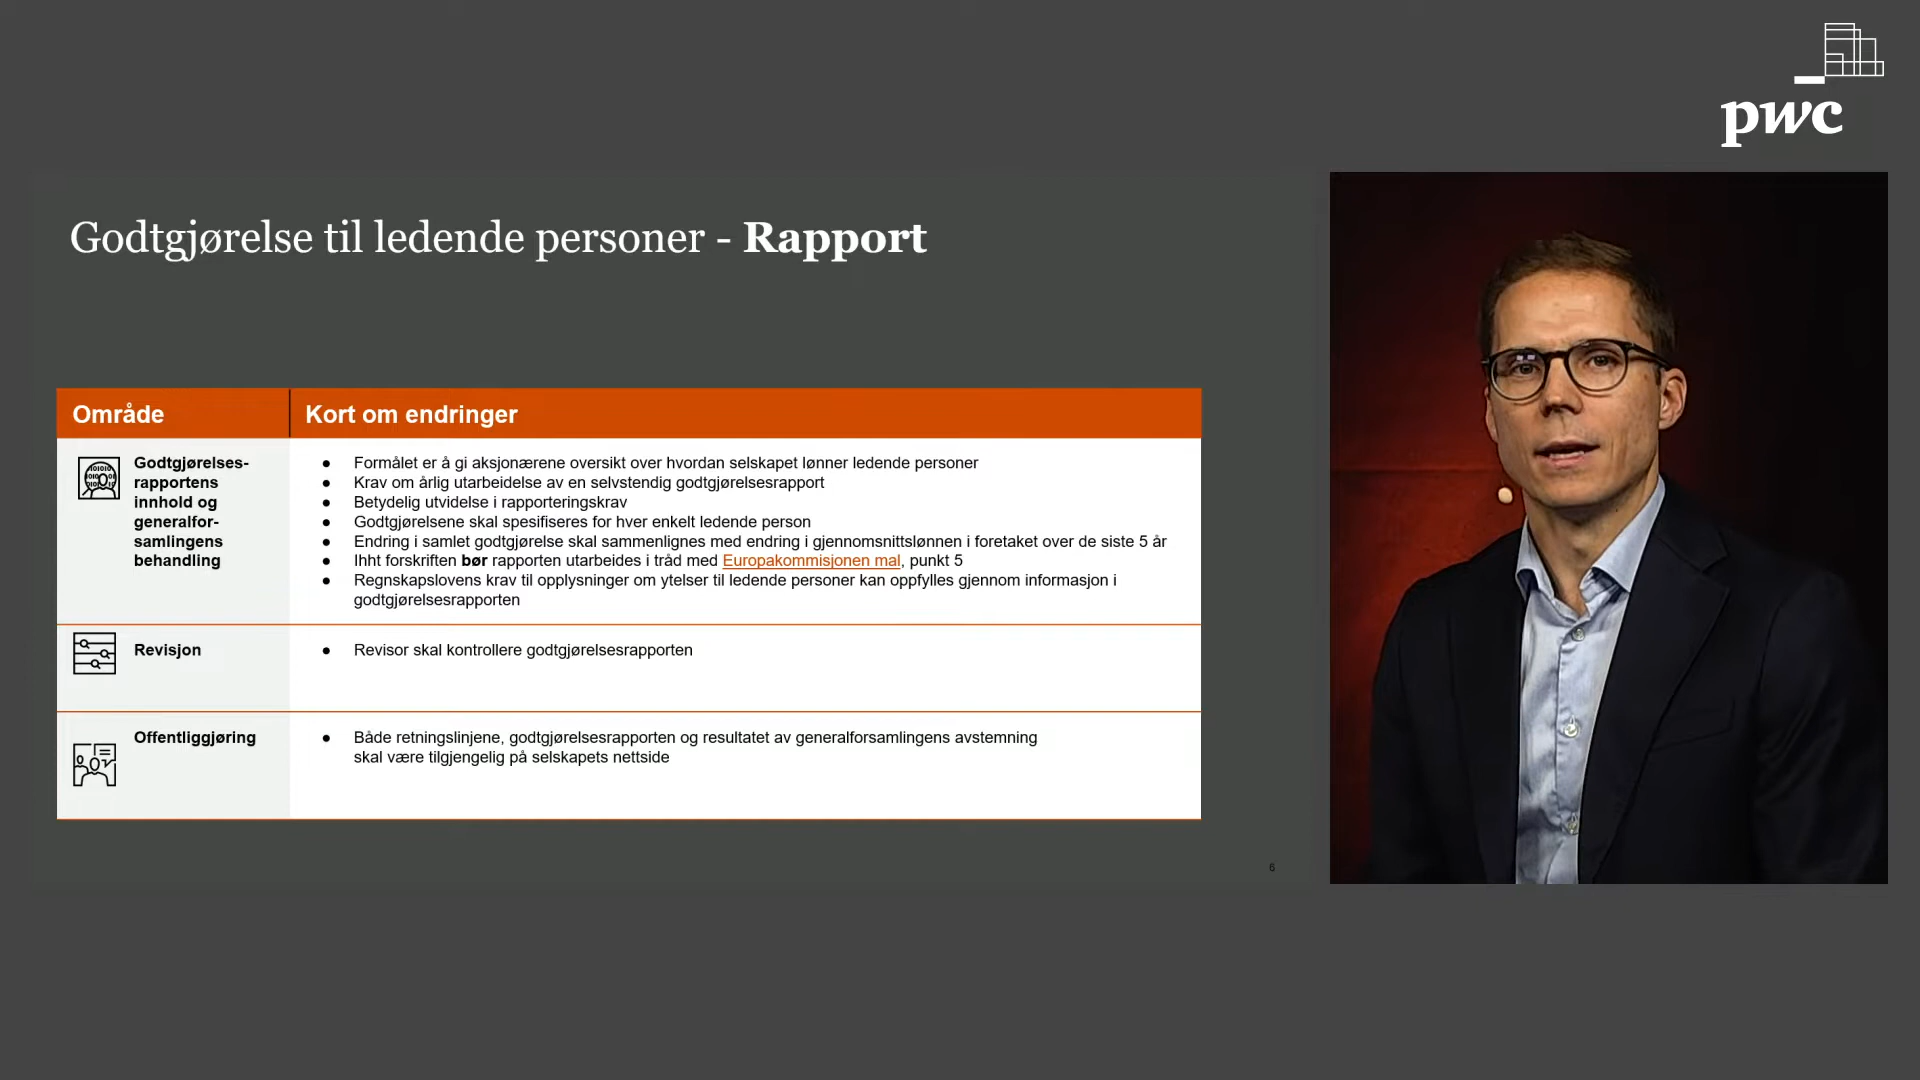 pwc
Godtgjørelse til ledende personer - Rapport
Område
Kort om endringer
Godtgjørelses-
rapportens
innhold og
generalfor-
samlingens
behandling
● Formålet er å gi aksjonærene oversikt over hvordan selskapet lønner ledende personer
● Krav om årlig utarbeidelse av en selvstendig godtgjørelsesrapport
● Betydelig utvidelse i rapporteringskrav
● Godtgjørelsene skal spesifiseres for hver enkelt ledende person
● Endring i samlet godtgjørelse skal sammenlignes med endring i gjennomsnittslønnen i foretaket over de siste 5 år
● Ihht forskriften bør rapporten utarbeides i tråd med Europakommisjonen mal, punkt 5
● Regnskapslovens krav til opplysninger om ytelser til ledende personer kan oppfylles gjennom informasjon i
godtgjørelsesrapporten
Revisjon
● Revisor skal kontrollere godtgjørelsesrapporten
Offentliggjøring
● Både retningslinjene, godtgjørelsesrapporten og resultatet av generalforsamlingens avstemning
skal være tilgjengelig på selskapets nettside
6